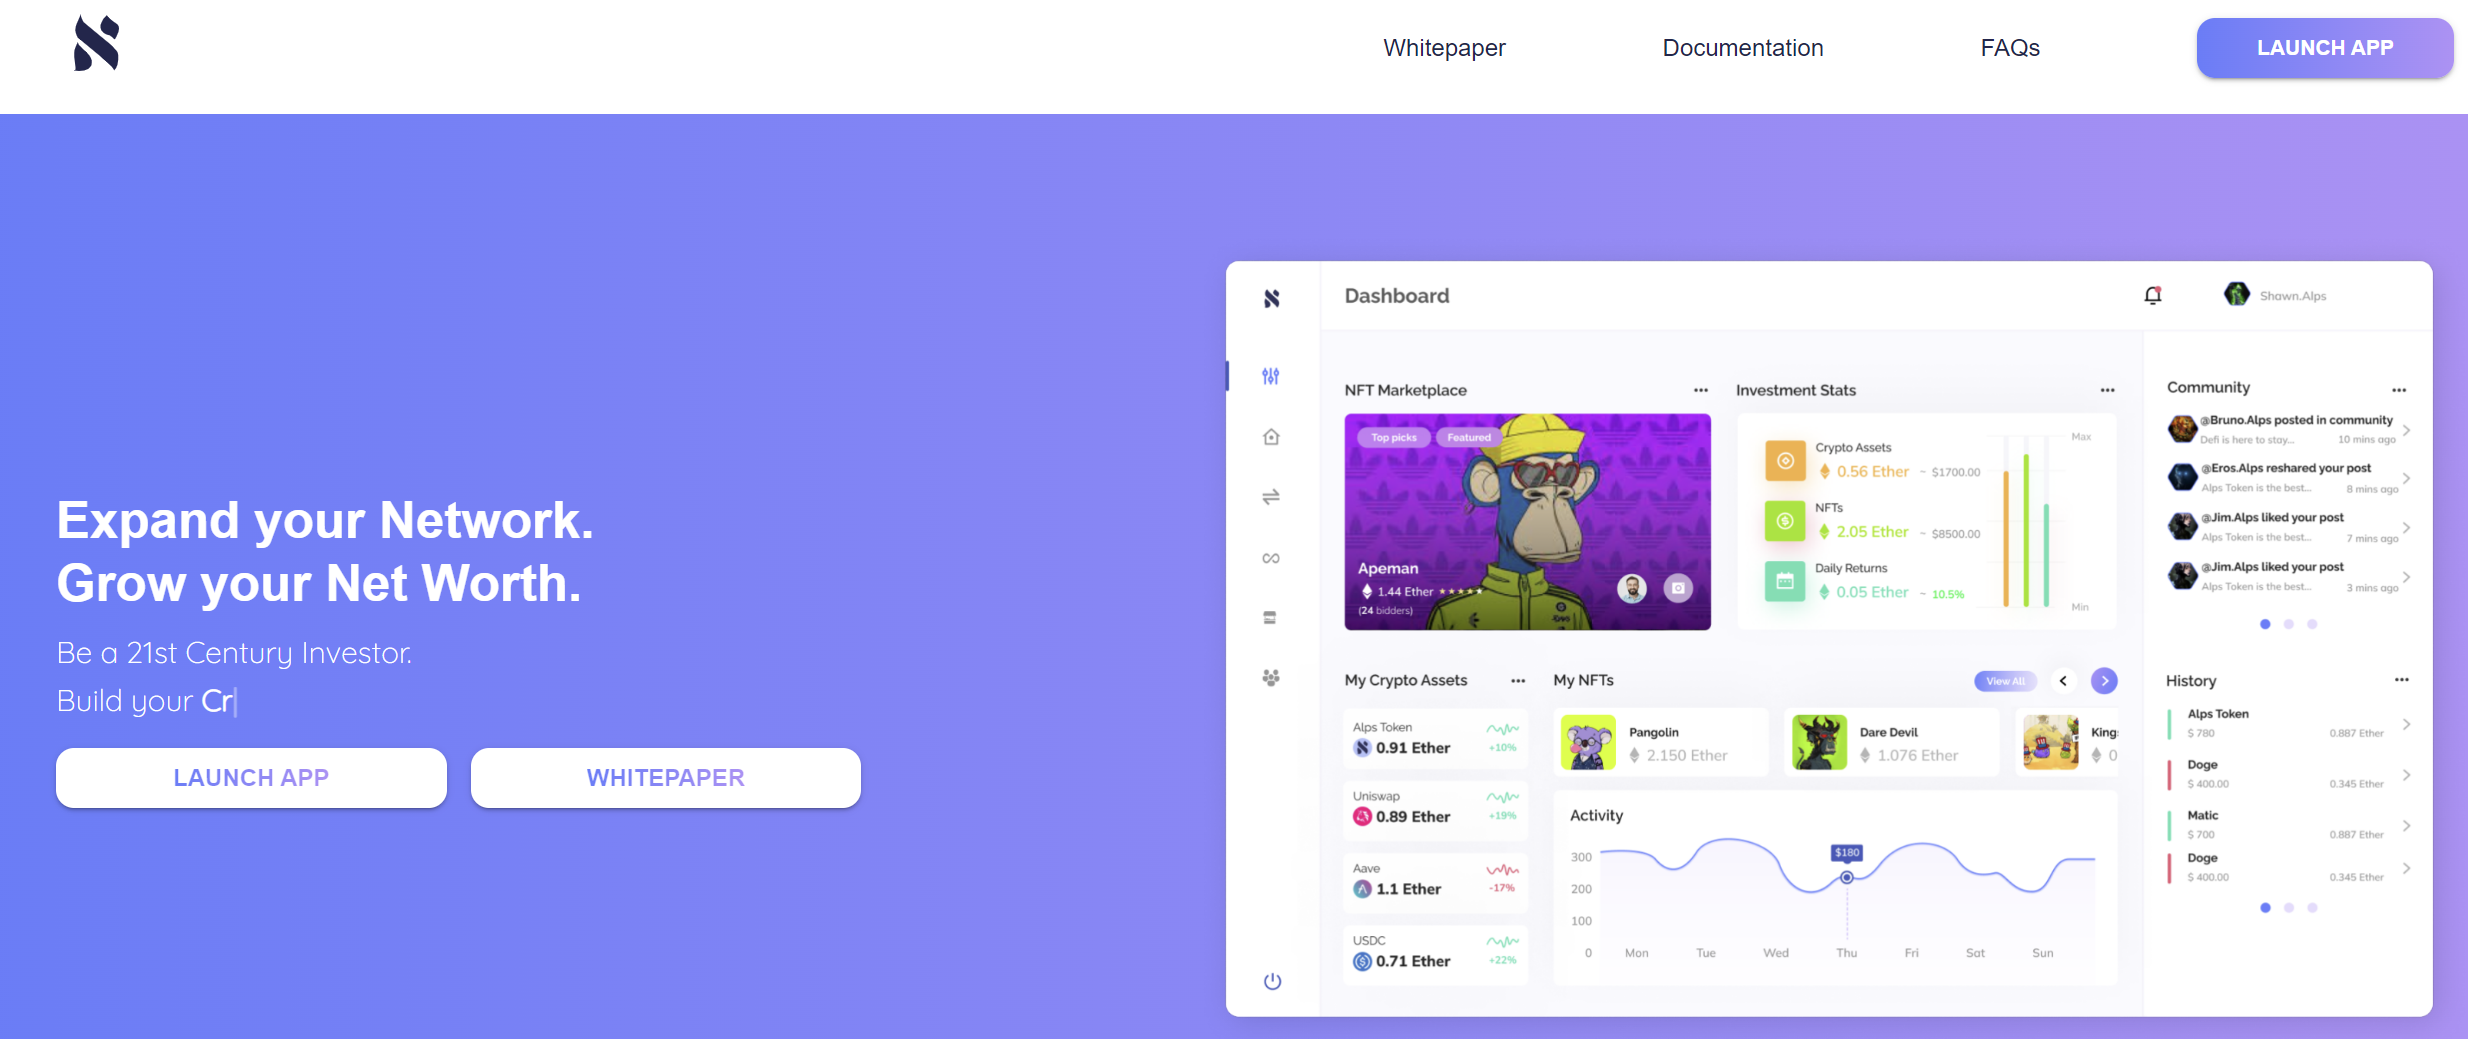 Whitepaper
Documentation
FAQs
LAUNCH APP
Expand your Network.
Grow your Net Worth.
Be a 21st Century Investor.
Build your Cr
LAUNCH APP
WHITEPAPER
Dashboard
Shawn.Alps
NFT Marketplace
Top picks
Featured
Apeman
1.44 Ether
(24 bidders)
Investment Stats
Crypto Assets
0.56 Ether ~ $1700.00
NFTs
2.05 Ether ~ $8500.00
Daily Returns
0.05 Ether ~ 10.5%
Max
Min
Community
@Bruno.Alps posted in community
Defi is here to stay... 10 mins ago
@Eros.Alps reshared your post
Alps Token is the best... 8 mins ago
@Jim.Alps liked your post
Alps Token is the best... 7 mins ago
@Jim.Alps liked your post
Alps Token is the best... 3 mins ago
My Crypto Assets
Alps Token
0.91 Ether +10%
Uniswap
0.89 Ether +19%
Aave
1.1 Ether -17%
USDC
0.71 Ether +22%
My NFTs
View All
Pangolin
2.150 Ether
Dare Devil
1.076 Ether
King
0
Activity
$180
300
200
100
0
Mon Tue Wed Thu Fri Sat Sun
History
Alps Token
$ 780 0.887 Ether
Doge
$ 400.00 0.345 Ether
Matic
$ 700 0.887 Ether
Doge
$ 400.00 0.345 Ether